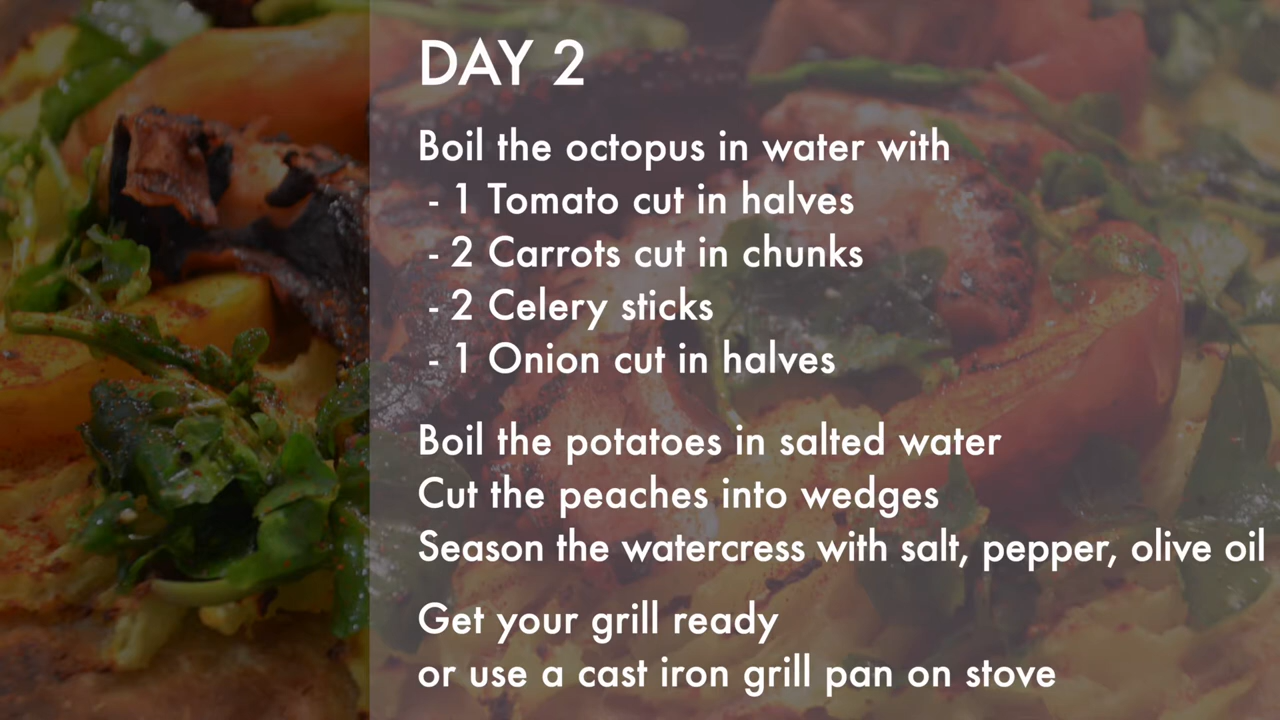 DAY 2
Boil the octopus in water with
- 1 Tomato cut in halves
- 2 Carrots cut in chunks
- 2 Celery sticks
- 1 Onion cut in halves
Boil the potatoes in salted water
Cut the peaches into wedges
Season the watercress with salt, pepper, olive oil
Get your grill ready
or use a cast iron grill pan on stove